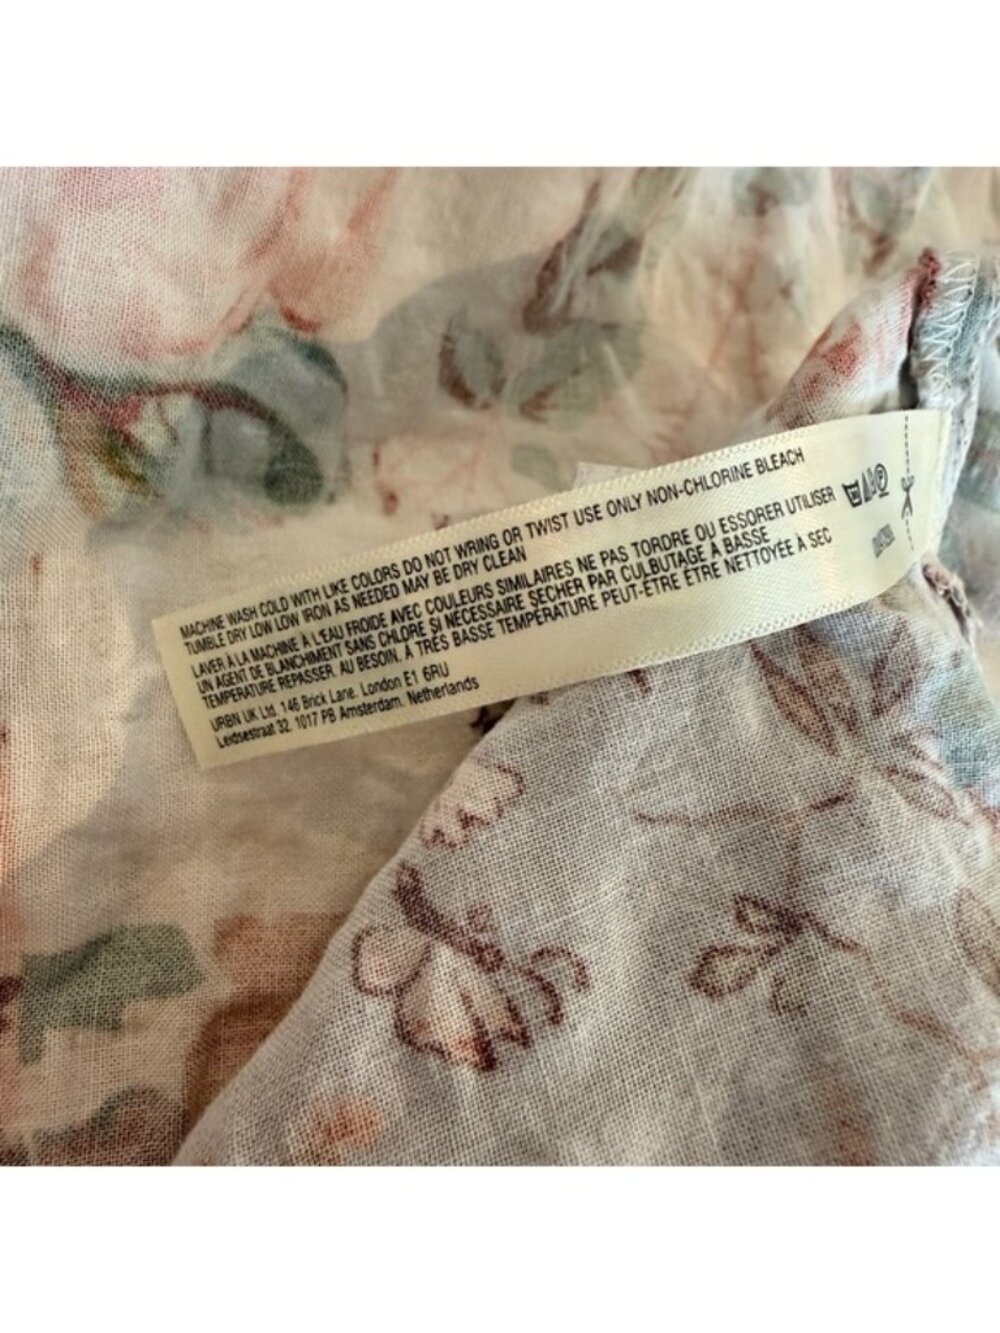 MACHINE WASH COLD WITH LIKE COLORS DO NOT WRING OR TWIST USE ONLY NON-CHLORINE BLEACH
TUMBLE DRY LOW LOW IRON AS NEEDED MAY BE DRY CLEAN
LAVER À LA MACHINE À L'EAU FROIDE AVEC COULEURS SIMILAIRES NE PAS TORDRE OU ESSORER UTILISER
UN AGENT DE BLANCHIMENT SANS CHLORE SI NÉCESSAIRE SECHER PAR CULBUTAGE À BASSE
TEMPÉRATURE REPASSER. AU BESOIN, À TRÈS BASSE TEMPÉRATURE PEUT-ÊTRE ETRE NETTOYÉE À SEC
URBN UK Ltd. 146 Brick Lane. London E1 6RU
Leidsestraat 32. 1017 PB Amsterdam. Netherlands